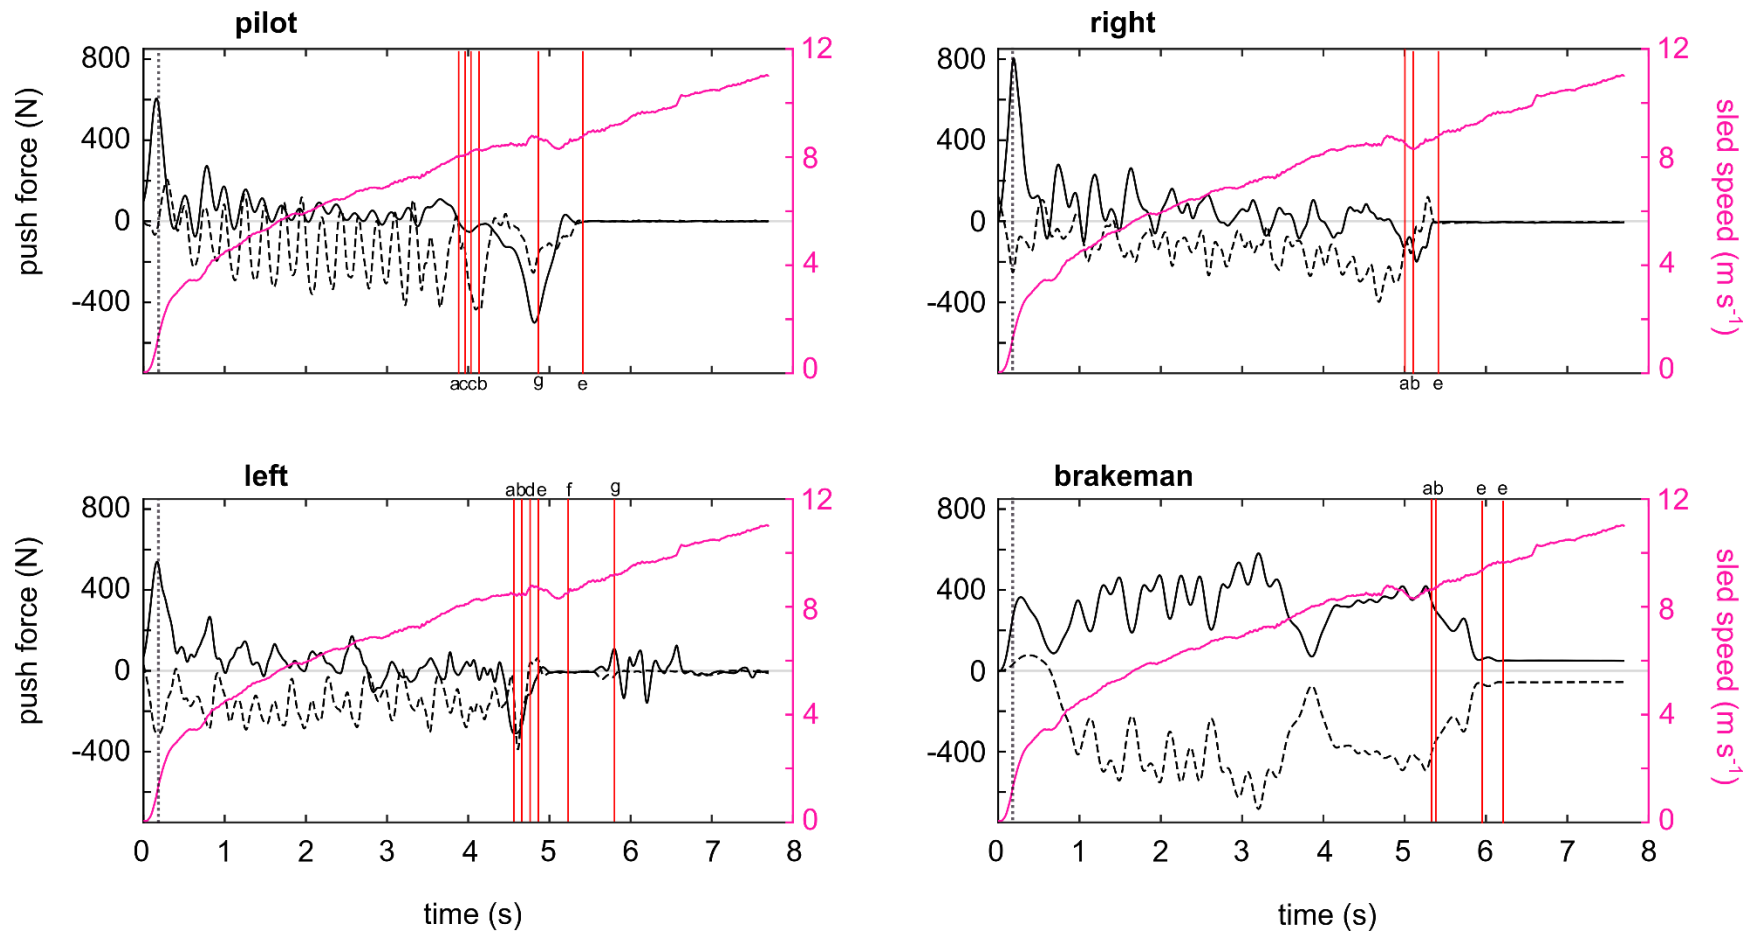 pilot
right
800
400
0
-400
push force (N)
12
8
4
0
accb
g
e
800
400
0
-400
12
8
4
0
sled speed (m s-1)
ab
e
left
brakeman
abde
f
g
800
400
0
-400
push force (N)
12
8
4
0
0 1 2 3 4 5 6 7 8
time (s)
ab
e
e
800
400
0
-400
12
8
4
0
sled speed (m s-1)
0 1 2 3 4 5 6 7 8
time (s)